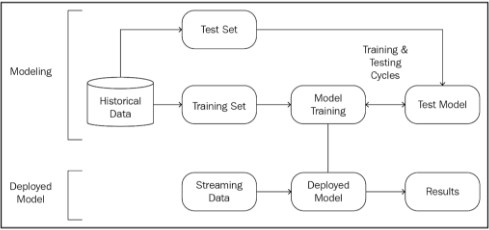 Test Set
Training &
Testing
Cycles
Modeling
Historical
Data
Training Set
Model
Training
Test Model
Deployed
Model
Streaming
Data
Deployed
Model
Results